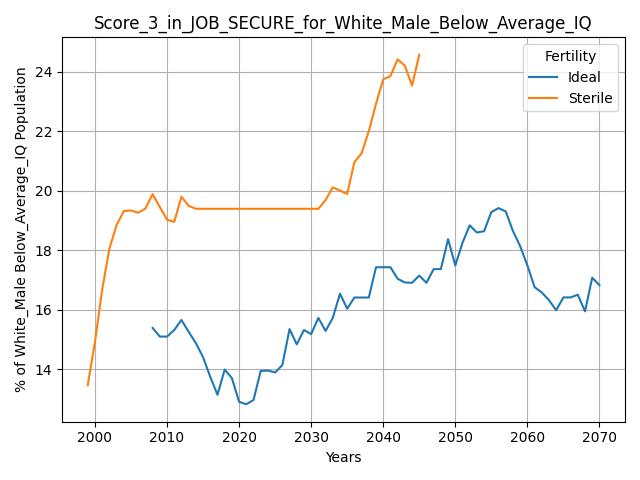 Score_3_in_JOB_SECURE_for_White_Male_Below_Average_IQ
Fertility
Ideal
Sterile
% of White_Male Below_Average_IQ Population
24
22
20
18
16
14
2000 2010 2020 2030 2040 2050 2060 2070
Years